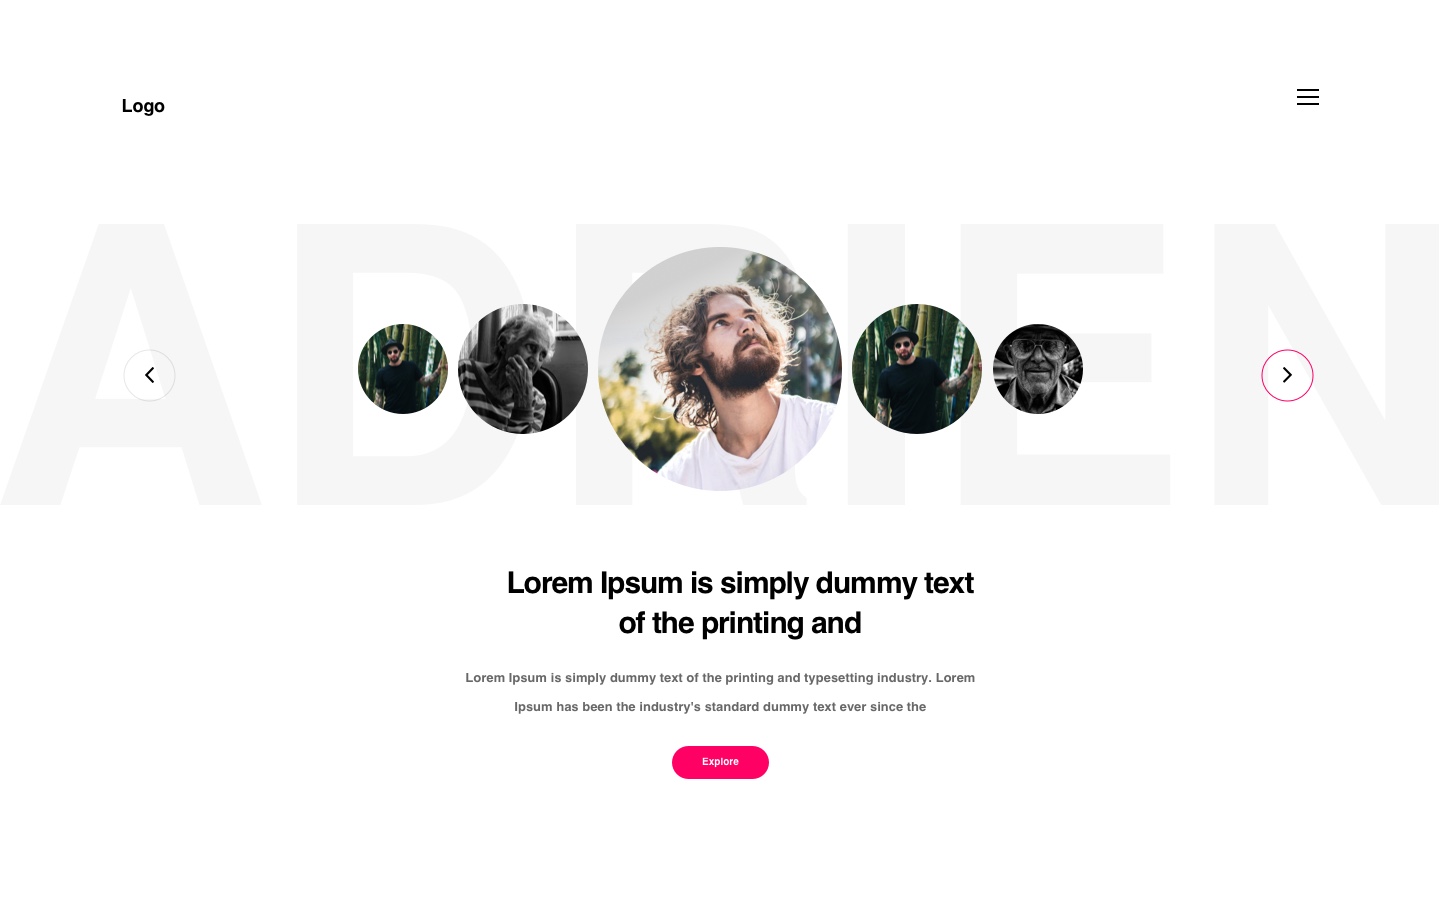 Logo
ADRIEN
Lorem Ipsum is simply dummy text
of the printing and
Lorem Ipsum is simply dummy text of the printing and typesetting industry. Lorem
Ipsum has been the industry's standard dummy text ever since the
Explore